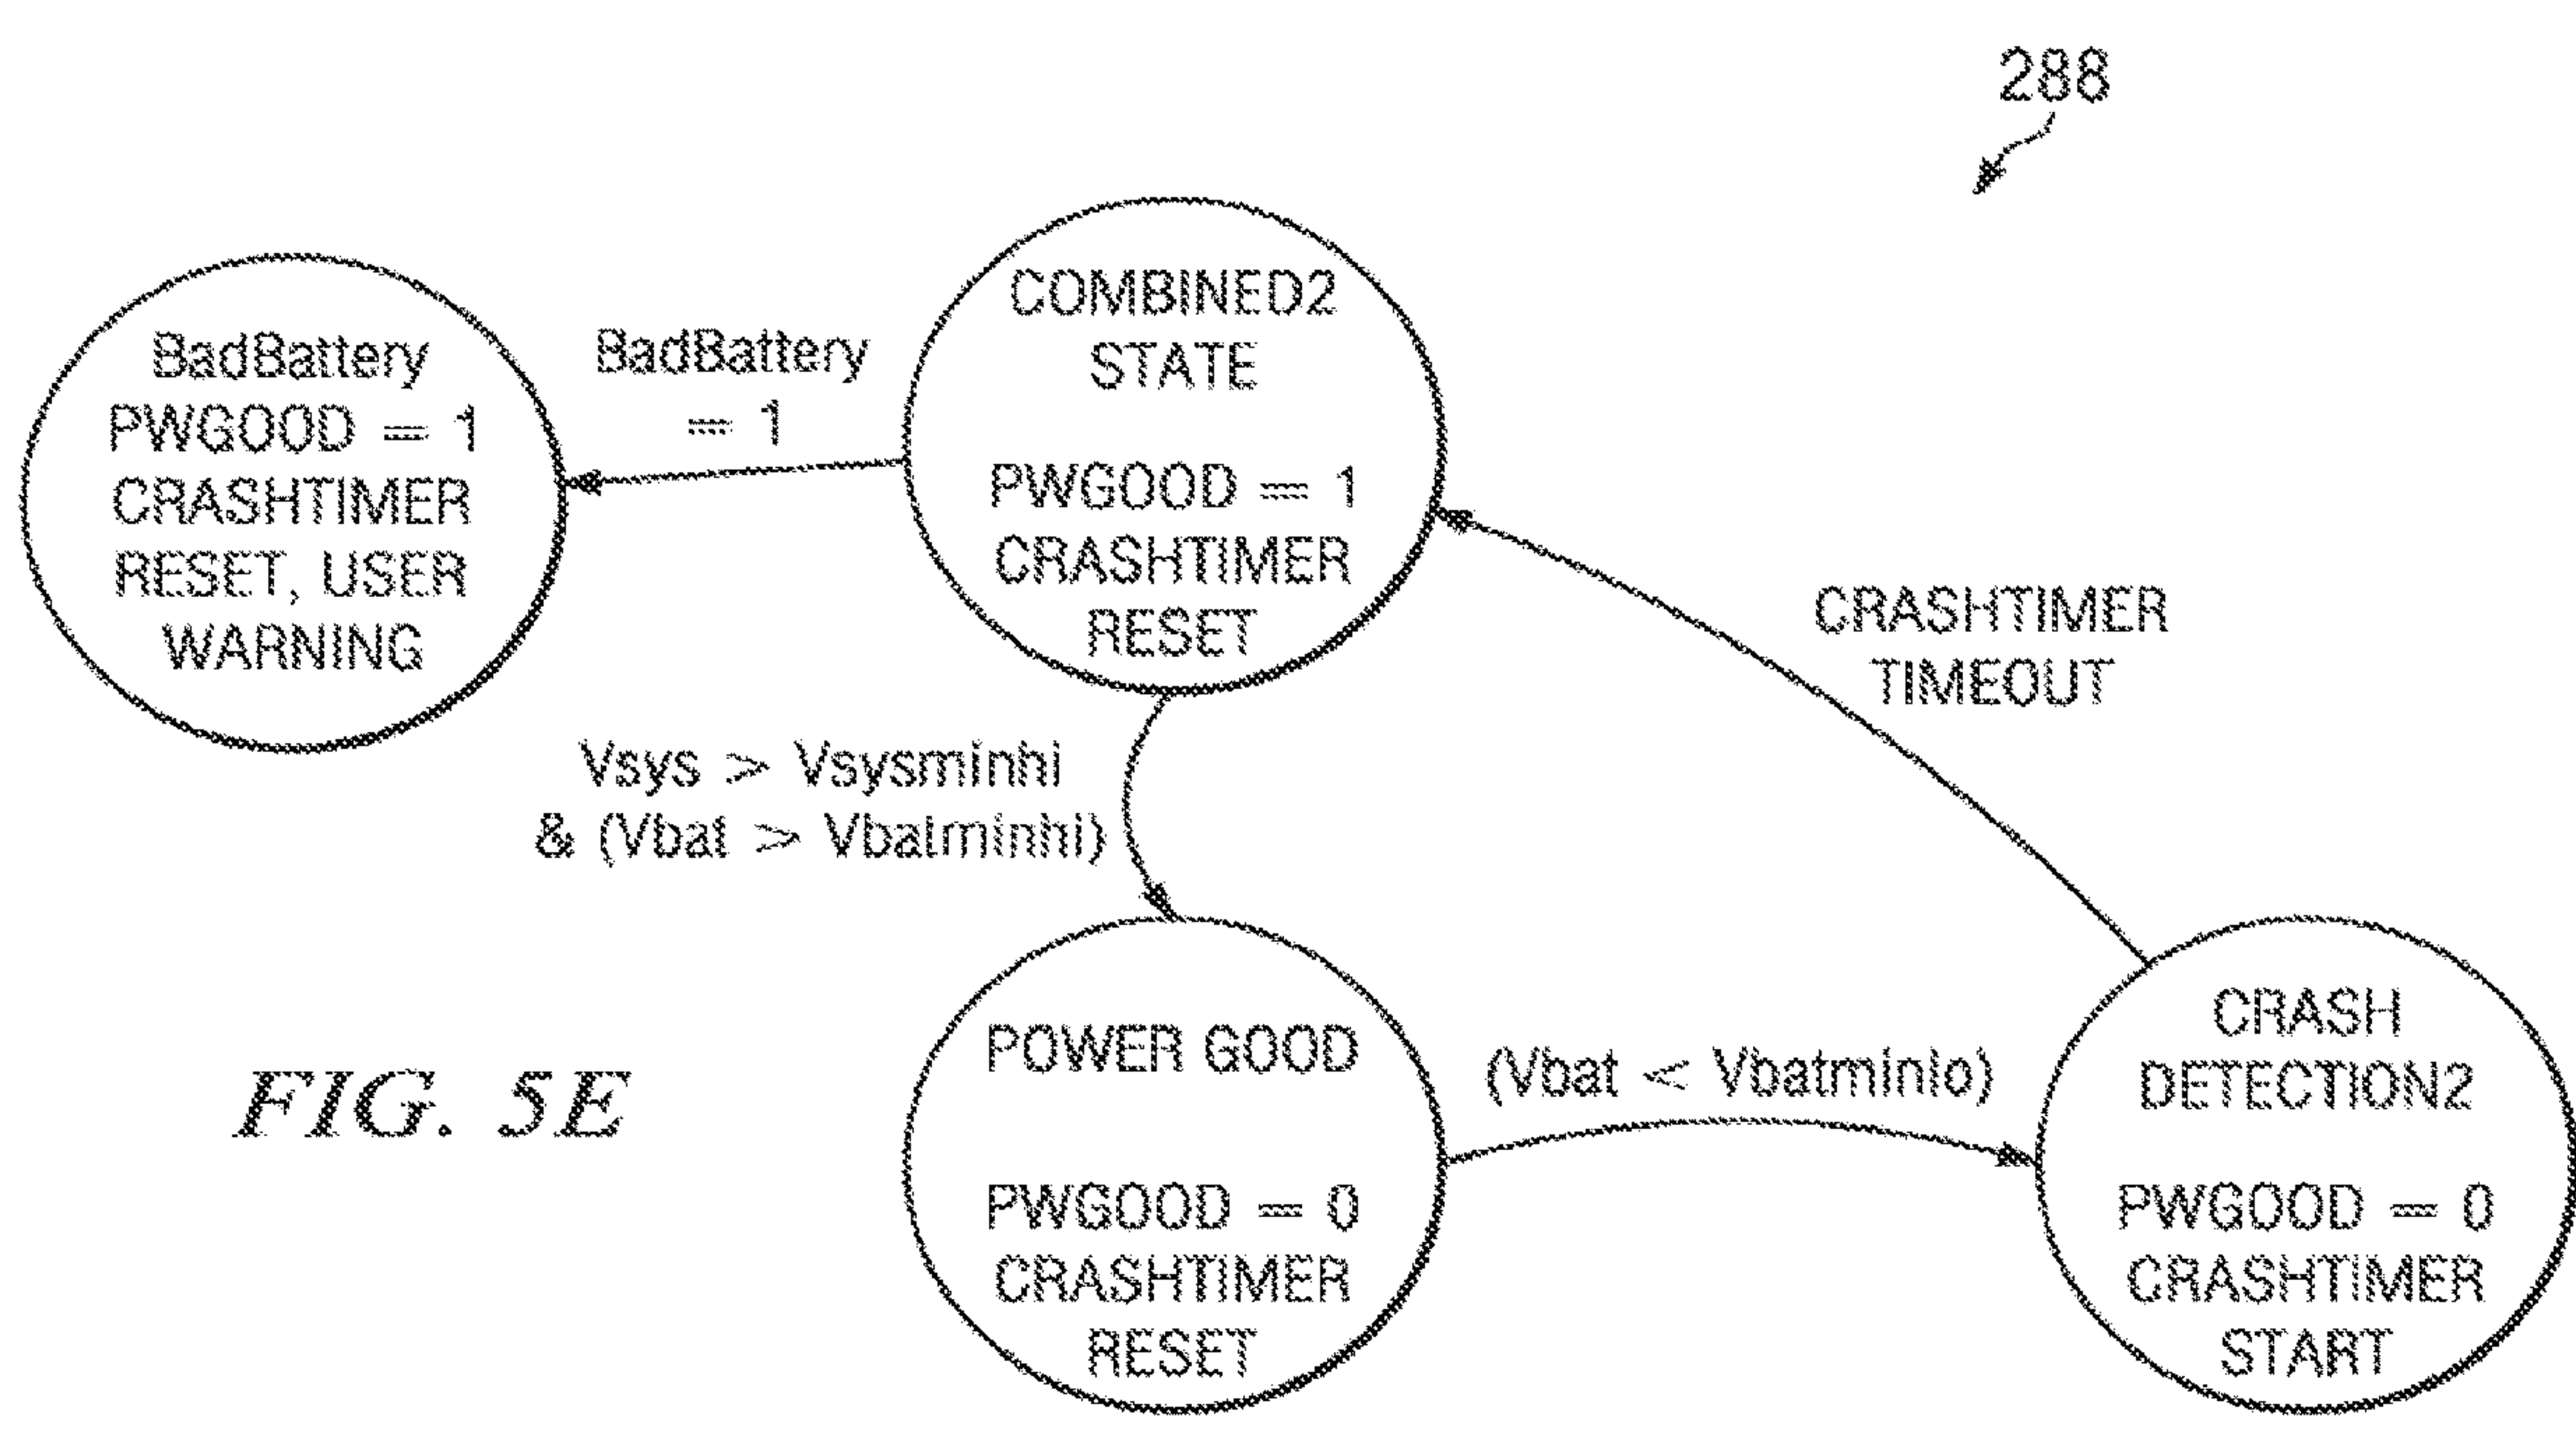 288
BadBattery
PWGOOD == 1
CRASHTIMER
RESET, USER
WARNING
BadBattery
== 1
COMBINED2
STATE
PWGOOD == 1
CRASHTIMER
RESET
CRASHTIMER
TIMEOUT
Vsys > Vsysminhi
& (Vbat > Vbatminhi)
POWER GOOD
PWGOOD == 0
CRASHTIMER
RESET
(Vbat < Vbatminlo)
CRASH
DETECTION2
PWGOOD == 0
CRASHTIMER
START
FIG. 5E